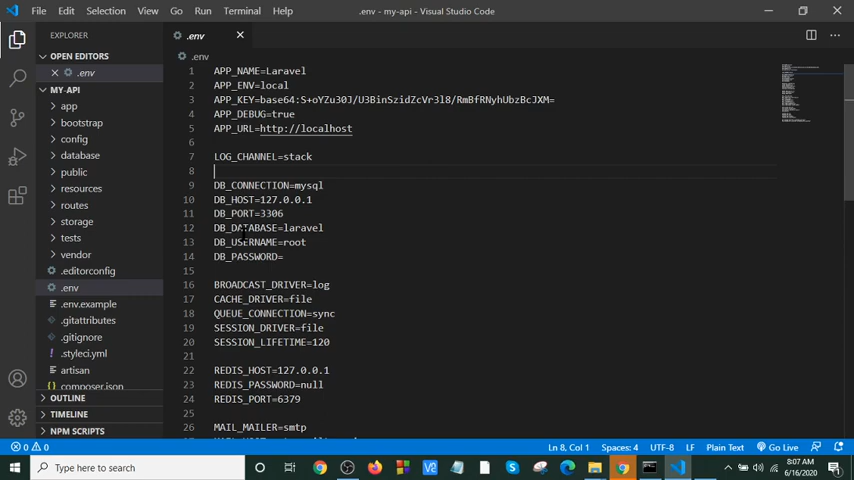 File Edit Selection View Go Run Terminal Help .env - my-api - Visual Studio Code
EXPLORER
OPEN EDITORS
.env
MY-API
app
bootstrap
config
database
public
resources
routes
storage
tests
vendor
.editorconfig
.env
.env.example
.gitattributes
.gitignore
.styleci.yml
artisan
composer.json
OUTLINE
TIMELINE
NPM SCRIPTS
.env
.env
1 APP_NAME=Laravel
2 APP_ENV=local
3 APP_KEY=base64:S+oYZu30J/U3BinSzidZcVr3l8/RmBfRNyhUbzBcJXM=
4 APP_DEBUG=true
5 APP_URL=http://localhost
6
7 LOG_CHANNEL=stack
8
9 DB_CONNECTION=mysql
10 DB_HOST=127.0.0.1
11 DB_PORT=3306
12 DB_DATABASE=laravel
13 DB_USERNAME=root
14 DB_PASSWORD=
15
16 BROADCAST_DRIVER=log
17 CACHE_DRIVER=file
18 QUEUE_CONNECTION=sync
19 SESSION_DRIVER=file
20 SESSION_LIFETIME=120
21
22 REDIS_HOST=127.0.0.1
23 REDIS_PASSWORD=null
24 REDIS_PORT=6379
25
26 MAIL_MAILER=smtp
0 0 Ln 8, Col 1 Spaces: 4 UTF-8 LF Plain Text Go Live
Type here to search
8:07 AM
6/16/2020